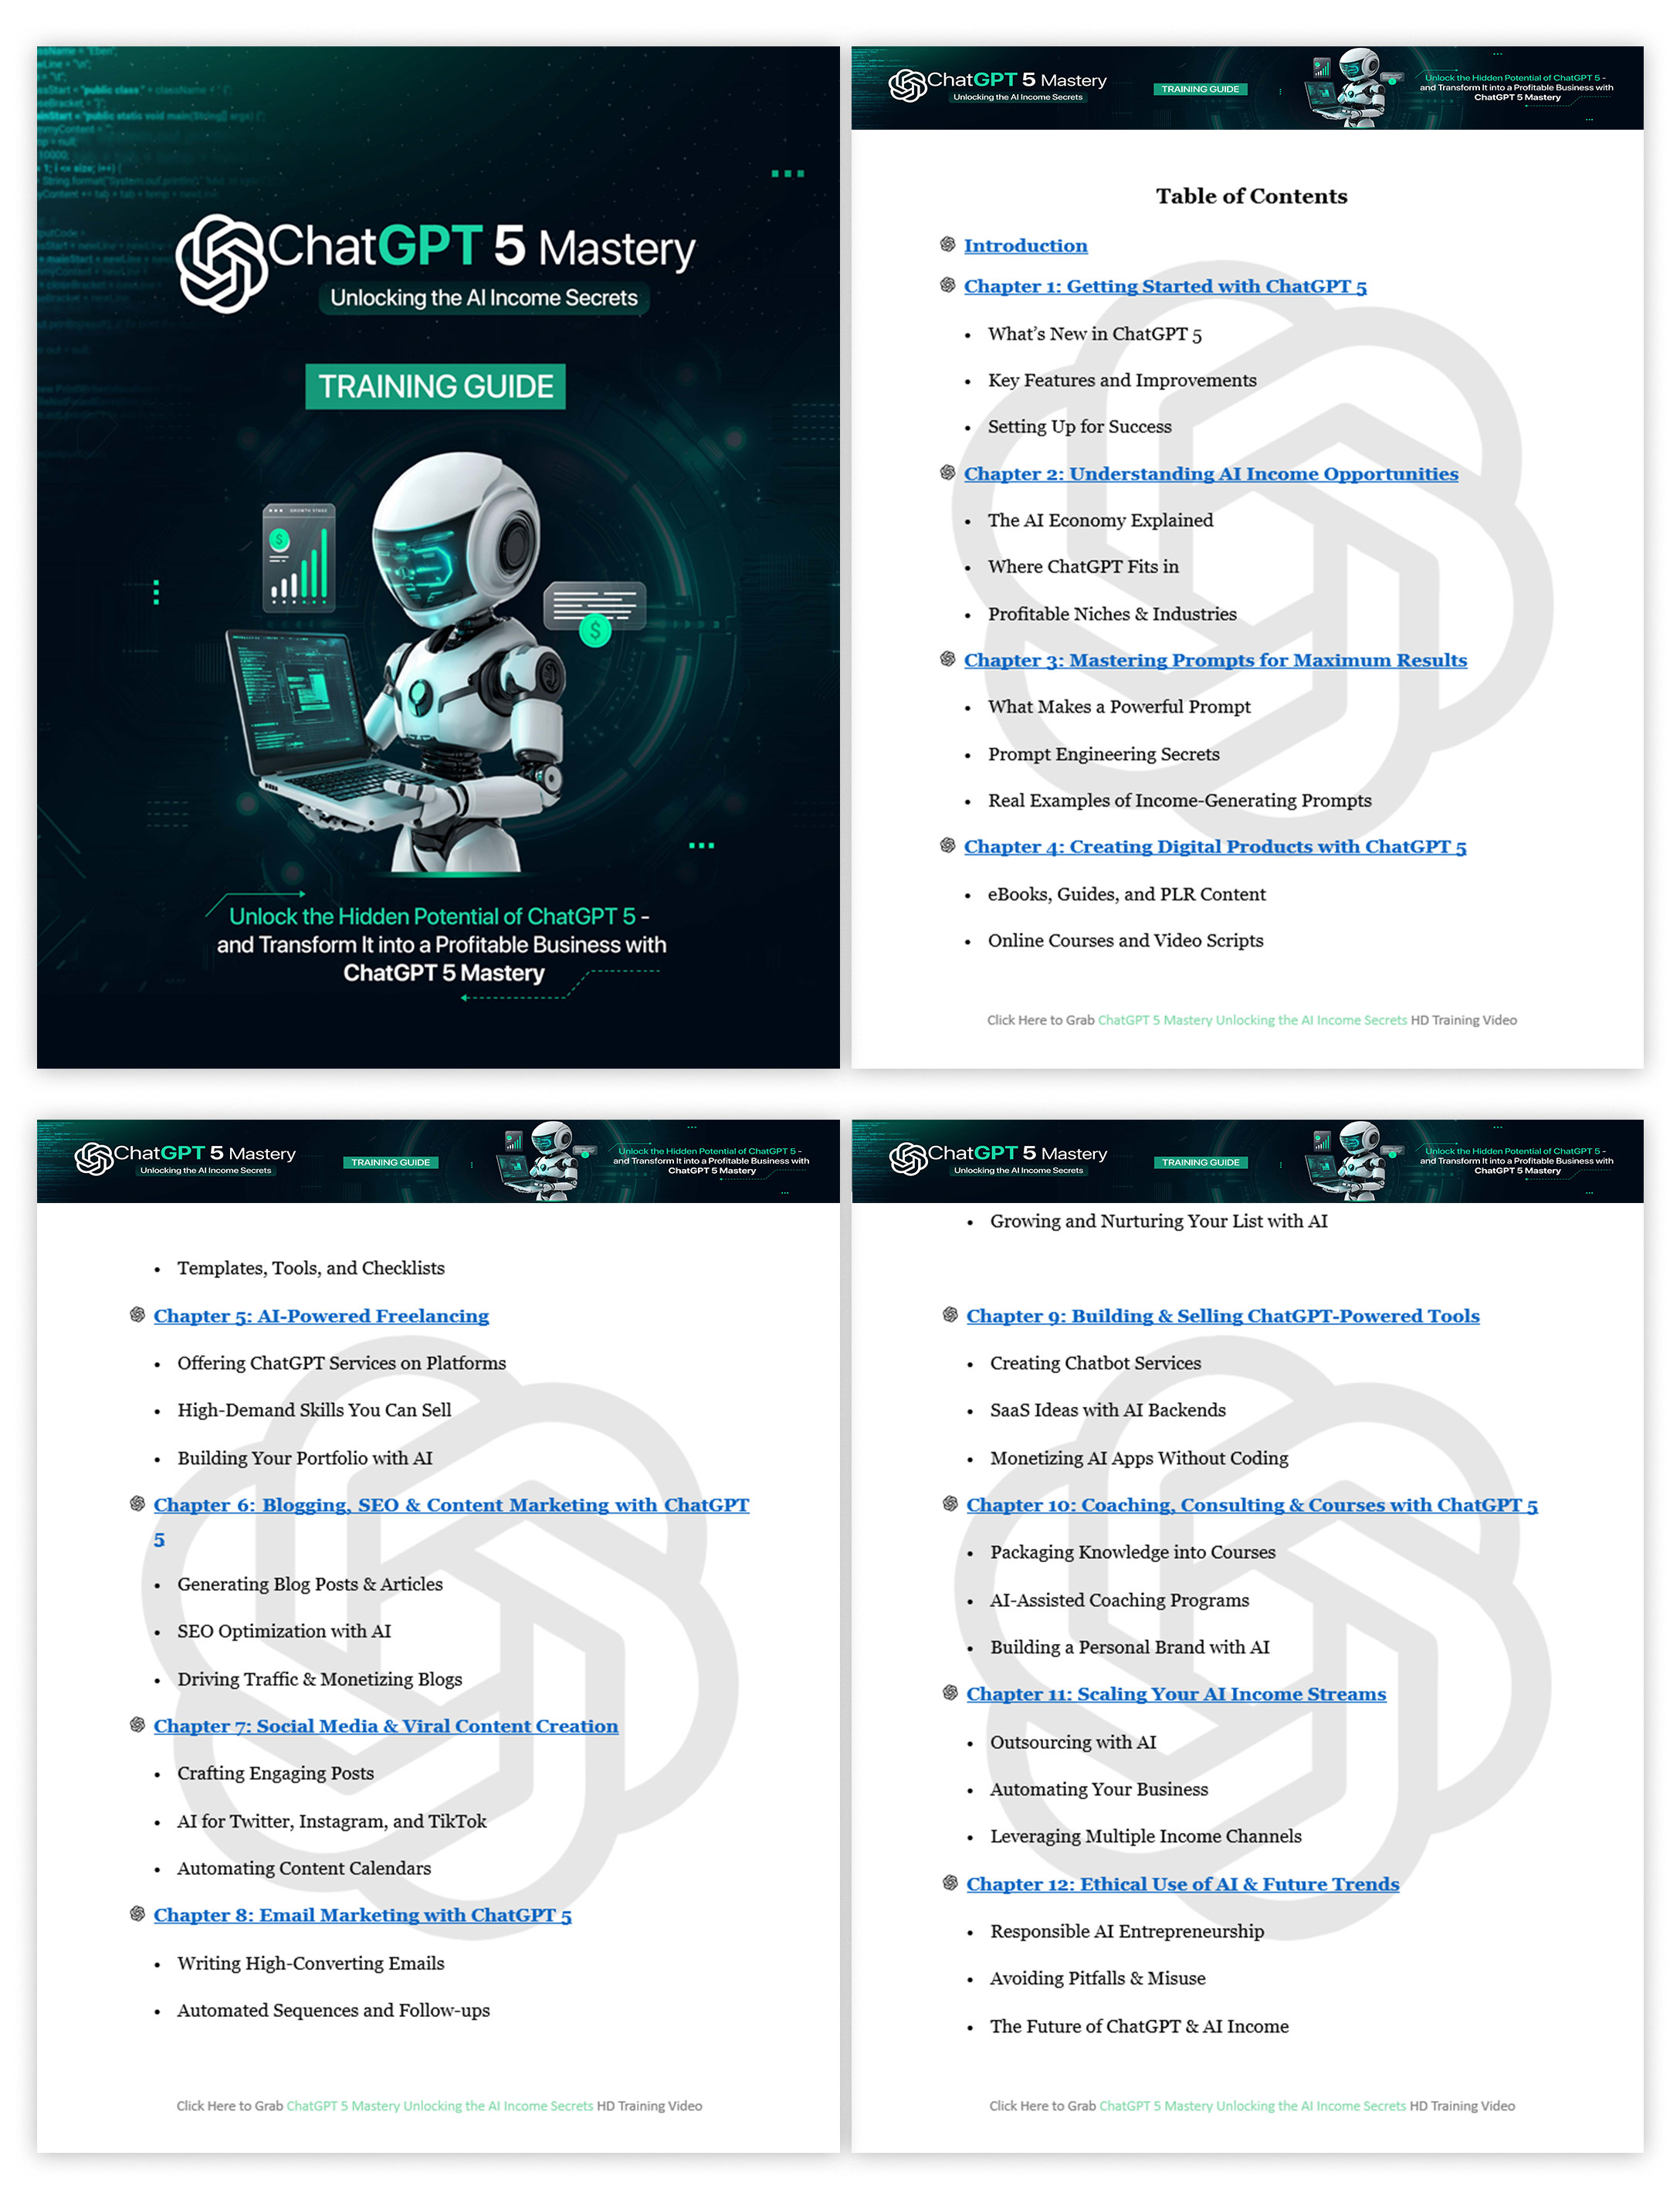 ChatGPT 5 Mastery
Unlocking the AI Income Secrets
TRAINING GUIDE
GROWTH STAGE
Unlock the Hidden Potential of ChatGPT 5 -
and Transform It into a Profitable Business with
ChatGPT 5 Mastery
ChatGPT 5 Mastery
Unlocking the AI Income Secrets
TRAINING GUIDE
Unlock the Hidden Potential of ChatGPT 5 -
and Transform It into a Profitable Business with
ChatGPT 5 Mastery
Table of Contents
Introduction
Chapter 1: Getting Started with ChatGPT 5
• What's New in ChatGPT 5
• Key Features and Improvements
• Setting Up for Success
Chapter 2: Understanding AI Income Opportunities
• The AI Economy Explained
• Where ChatGPT Fits in
• Profitable Niches & Industries
Chapter 3: Mastering Prompts for Maximum Results
• What Makes a Powerful Prompt
• Prompt Engineering Secrets
• Real Examples of Income-Generating Prompts
Chapter 4: Creating Digital Products with ChatGPT 5
• eBooks, Guides, and PLR Content
• Online Courses and Video Scripts
Click Here to Grab ChatGPT 5 Mastery Unlocking the AI Income Secrets HD Training Video
ChatGPT 5 Mastery
Unlocking the AI Income Secrets
TRAINING GUIDE
Unlock the Hidden Potential of ChatGPT 5 -
and Transform It into a Profitable Business with
ChatGPT 5 Mastery
• Templates, Tools, and Checklists
Chapter 5: AI-Powered Freelancing
• Offering ChatGPT Services on Platforms
• High-Demand Skills You Can Sell
• Building Your Portfolio with AI
Chapter 6: Blogging, SEO & Content Marketing with ChatGPT
5
• Generating Blog Posts & Articles
• SEO Optimization with AI
• Driving Traffic & Monetizing Blogs
Chapter 7: Social Media & Viral Content Creation
• Crafting Engaging Posts
• AI for Twitter, Instagram, and TikTok
• Automating Content Calendars
Chapter 8: Email Marketing with ChatGPT 5
• Writing High-Converting Emails
• Automated Sequences and Follow-ups
Click Here to Grab ChatGPT 5 Mastery Unlocking the AI Income Secrets HD Training Video
ChatGPT 5 Mastery
Unlocking the AI Income Secrets
TRAINING GUIDE
Unlock the Hidden Potential of ChatGPT 5 -
and Transform It into a Profitable Business with
ChatGPT 5 Mastery
• Growing and Nurturing Your List with AI
Chapter 9: Building & Selling ChatGPT-Powered Tools
• Creating Chatbot Services
• SaaS Ideas with AI Backends
• Monetizing AI Apps Without Coding
Chapter 10: Coaching, Consulting & Courses with ChatGPT 5
• Packaging Knowledge into Courses
• AI-Assisted Coaching Programs
• Building a Personal Brand with AI
Chapter 11: Scaling Your AI Income Streams
• Outsourcing with AI
• Automating Your Business
• Leveraging Multiple Income Channels
Chapter 12: Ethical Use of AI & Future Trends
• Responsible AI Entrepreneurship
• Avoiding Pitfalls & Misuse
• The Future of ChatGPT & AI Income
Click Here to Grab ChatGPT 5 Mastery Unlocking the AI Income Secrets HD Training Video